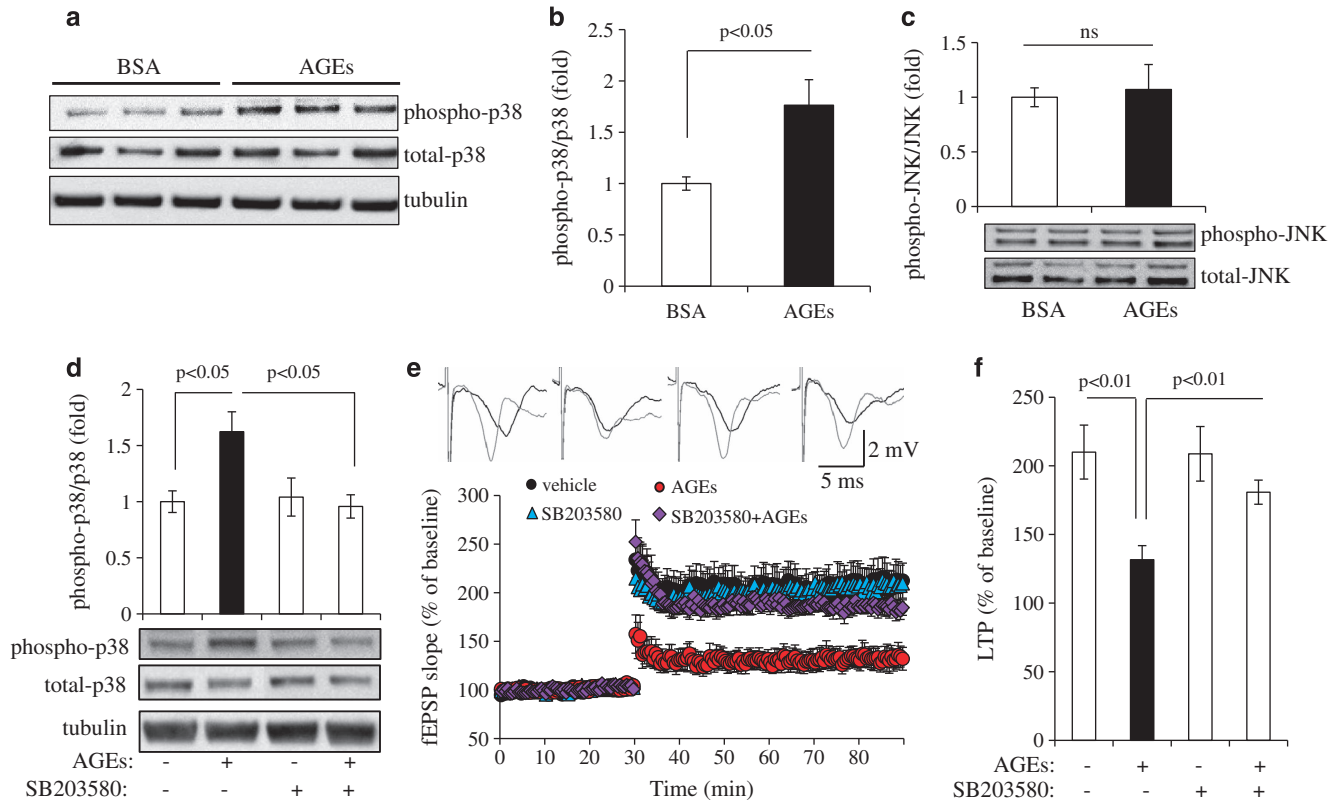 a
BSA
AGEs
phospho-p38
total-p38
tubulin
b
phospho-p38/p38 (fold)
2.5
2
1.5
1
0.5
0
p<0.05
BSA
AGEs
c
phospho-JNK/JNK (fold)
1.5
1
0.5
0
ns
phospho-JNK
total-JNK
BSA
AGEs
d
phospho-p38/p38 (fold)
2
1.5
1
0.5
0
p<0.05
p<0.05
phospho-p38
total-p38
tubulin
AGEs: - + - +
SB203580: - - + +
e
2 mV
5 ms
vehicle
AGEs
SB203580
SB203580+AGEs
fEPSP slope (% of baseline)
300
250
200
150
100
50
0 10 20 30 40 50 60 70 80
Time (min)
f
LTP (% of baseline)
250
200
150
100
50
0
p<0.01
p<0.01
AGEs: - + - +
SB203580: - - + +